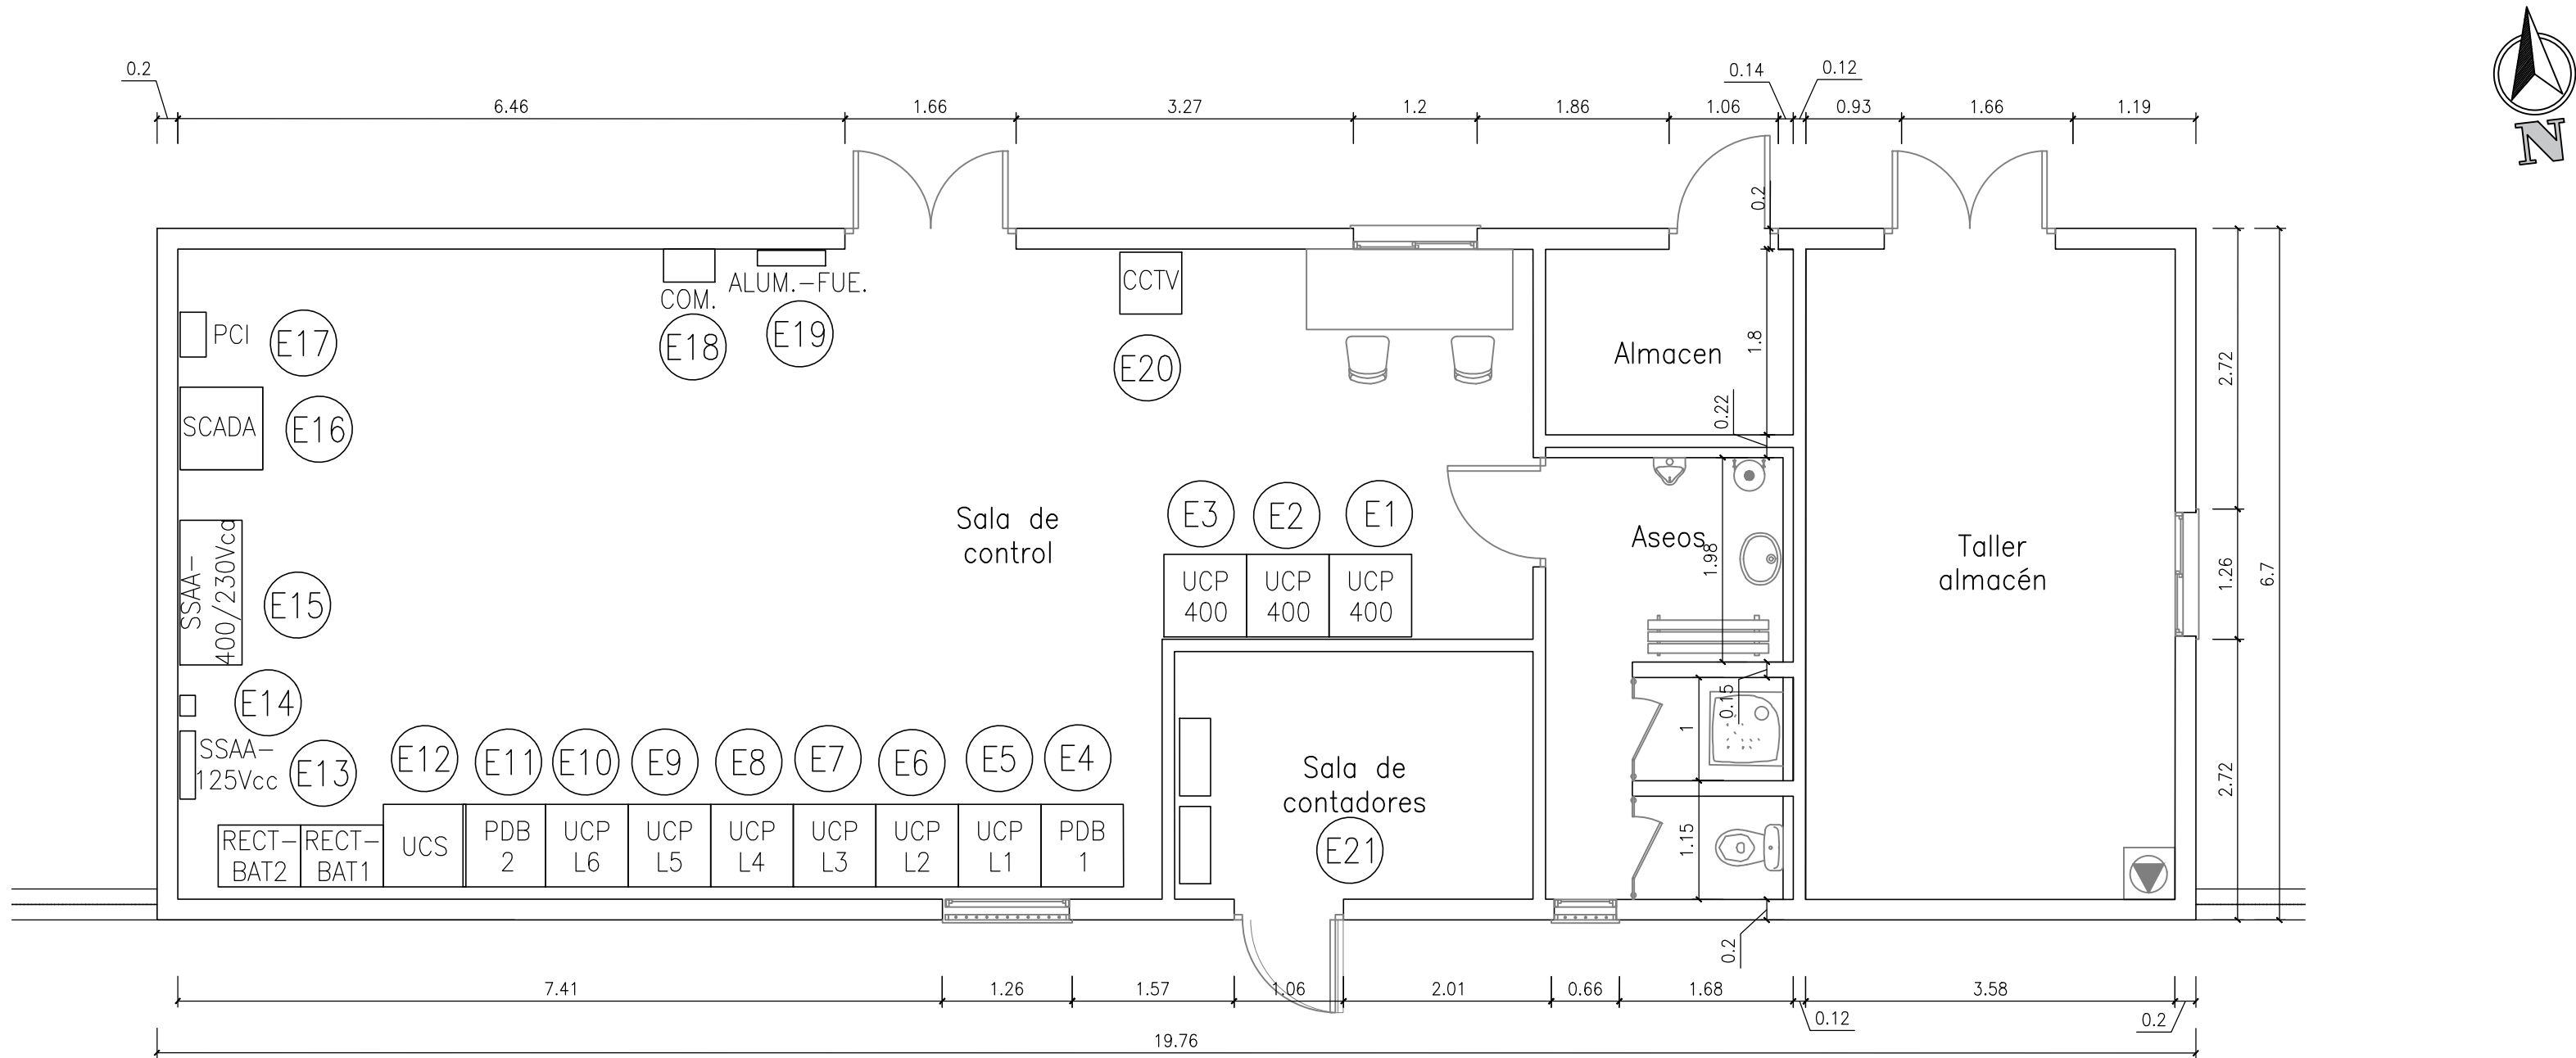 0.2
6.46
1.66
3.27
1.2
1.86
1.06
0.14
0.12
0.93
1.66
1.19
N
0.2
COM.
ALUM.-FUE.
CCTV
PCI
E17
E18
E19
E20
SCADA
E16
Almacen
1.8
0.22
2.72
Sala de
control
E3
E2
E1
UCP
400
UCP
400
UCP
400
Aseos
1.98
Taller
almacén
1.26
6.7
SSAA-
400/230Vca
E15
E14
SSAA-
125Vcc
E13
E12
E11
E10
E9
E8
E7
E6
E5
E4
RECT-
BAT2
RECT-
BAT1
UCS
PDB
2
UCP
L6
UCP
L5
UCP
L4
UCP
L3
UCP
L2
UCP
L1
PDB
1
Sala de
contadores
E21
0.15
1
1.15
2.72
0.2
7.41
1.26
1.57
1.06
2.01
0.66
1.68
0.12
3.58
0.2
19.76